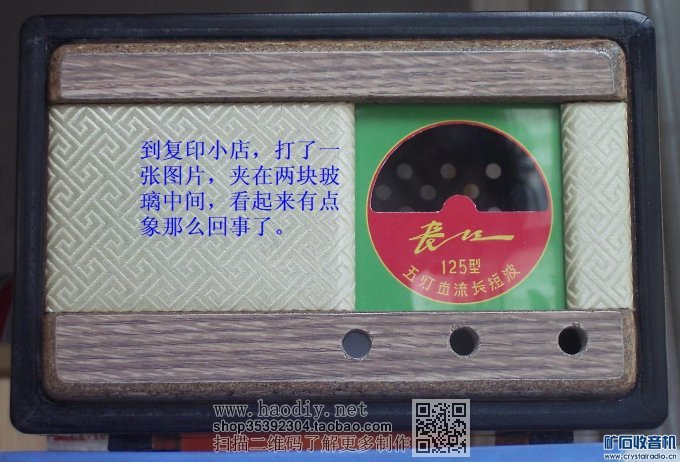 到复印小店，打了一
张图片，夹在两块玻
璃中间，看起来有点
象那么回事了。
長江
125型
五灯直流长短波
www.haodiy.net
shop35392304.taobao.com
扫描二维码了解更多制作
矿石收音机
www.crystalradio.cn